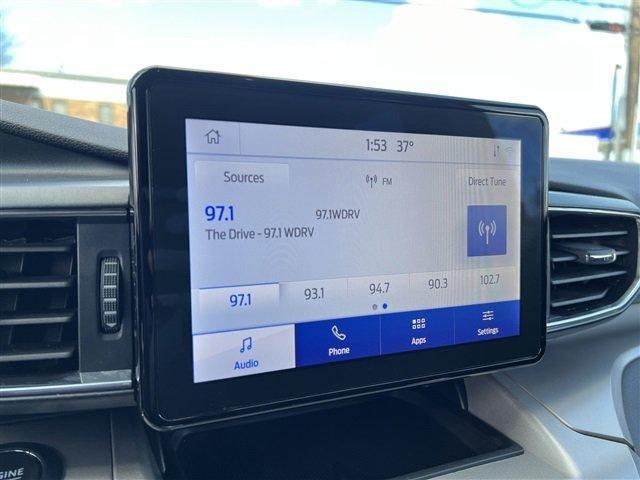 1:53 37°
Sources
FM
Direct Tune
97.1
97.1WDRV
The Drive - 97.1 WDRV
97.1 93.1 94.7 90.3 102.7
Audio Phone Apps Settings
GINE